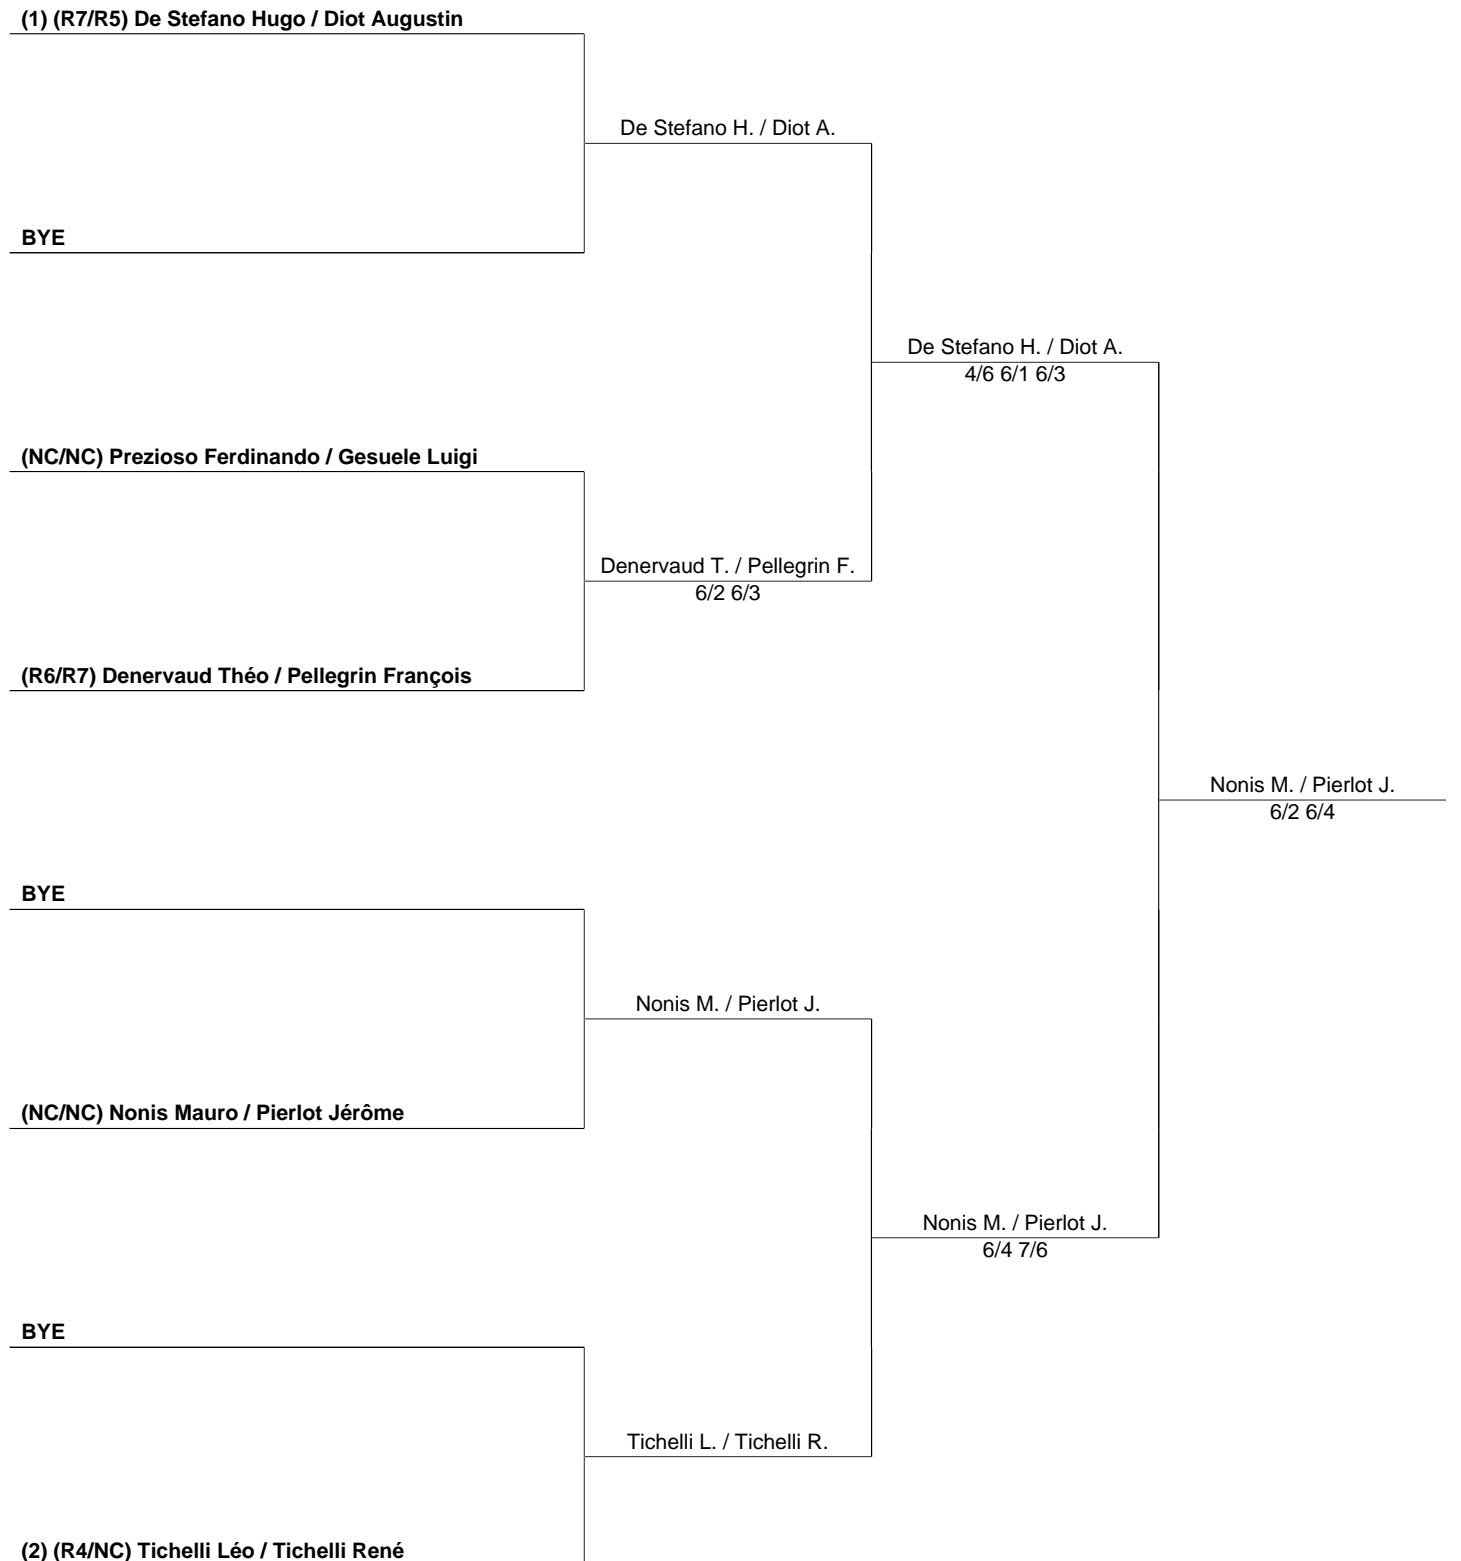 (1) (R7/R5) De Stefano Hugo / Diot Augustin
De Stefano H. / Diot A.
BYE
De Stefano H. / Diot A.
4/6 6/1 6/3
(NC/NC) Prezioso Ferdinando / Gesuele Luigi
Denervaud T. / Pellegrin F.
6/2 6/3
(R6/R7) Denervaud Théo / Pellegrin François
Nonis M. / Pierlot J.
6/2 6/4
BYE
Nonis M. / Pierlot J.
(NC/NC) Nonis Mauro / Pierlot Jérôme
Nonis M. / Pierlot J.
6/4 7/6
BYE
Tichelli L. / Tichelli R.
(2) (R4/NC) Tichelli Léo / Tichelli René